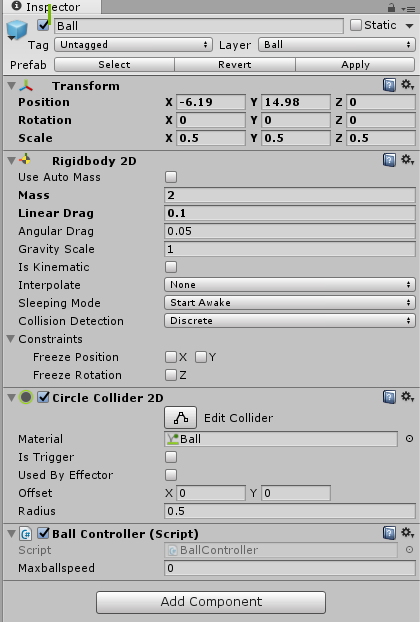 Inspector
Ball Static
Tag Untagged Layer Ball
Prefab Select Revert Apply
Transform
Position X -6.19 Y 14.98 Z 0
Rotation X 0 Y 0 Z 0
Scale X 0.5 Y 0.5 Z 0.5
Rigidbody 2D
Use Auto Mass
Mass 2
Linear Drag 0.1
Angular Drag 0.05
Gravity Scale 1
Is Kinematic
Interpolate None
Sleeping Mode Start Awake
Collision Detection Discrete
Constraints
Freeze Position X Y
Freeze Rotation Z
Circle Collider 2D
Edit Collider
Material Ball
Is Trigger
Used By Effector
Offset X 0 Y 0
Radius 0.5
Ball Controller (Script)
Script BallController
Maxballspeed 0
Add Component